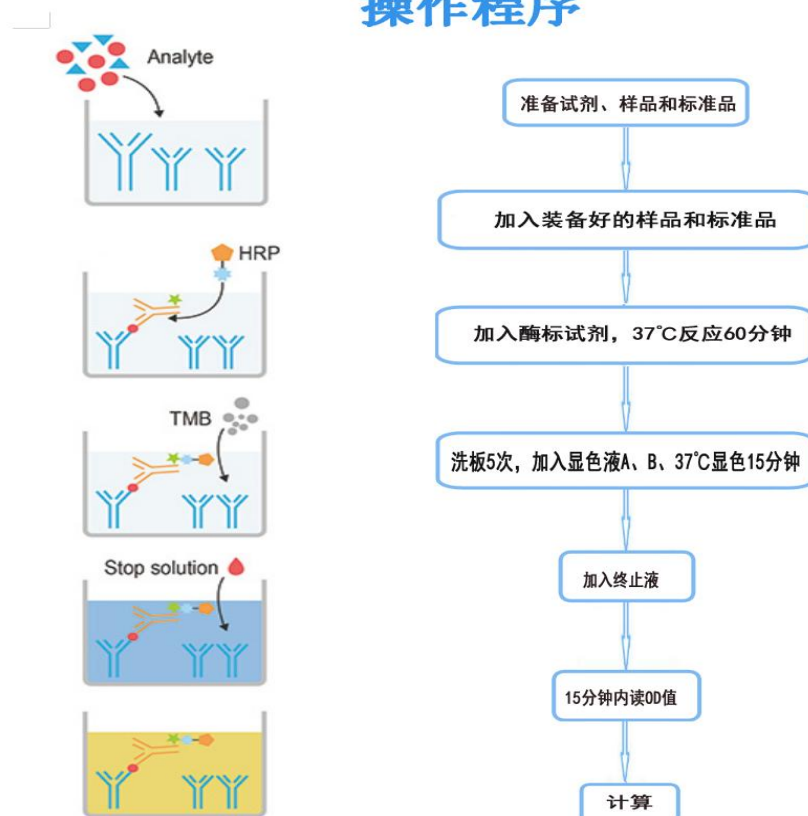 操作程序
Analyte
HRP
TMB
Stop solution
准备试剂、样品和标准品
加入装备好的样品和标准品
加入酶标试剂，37℃反应60分钟
洗板5次，加入显色液A、B、37℃显色15分钟
加入终止液
15分钟内读OD值
计算